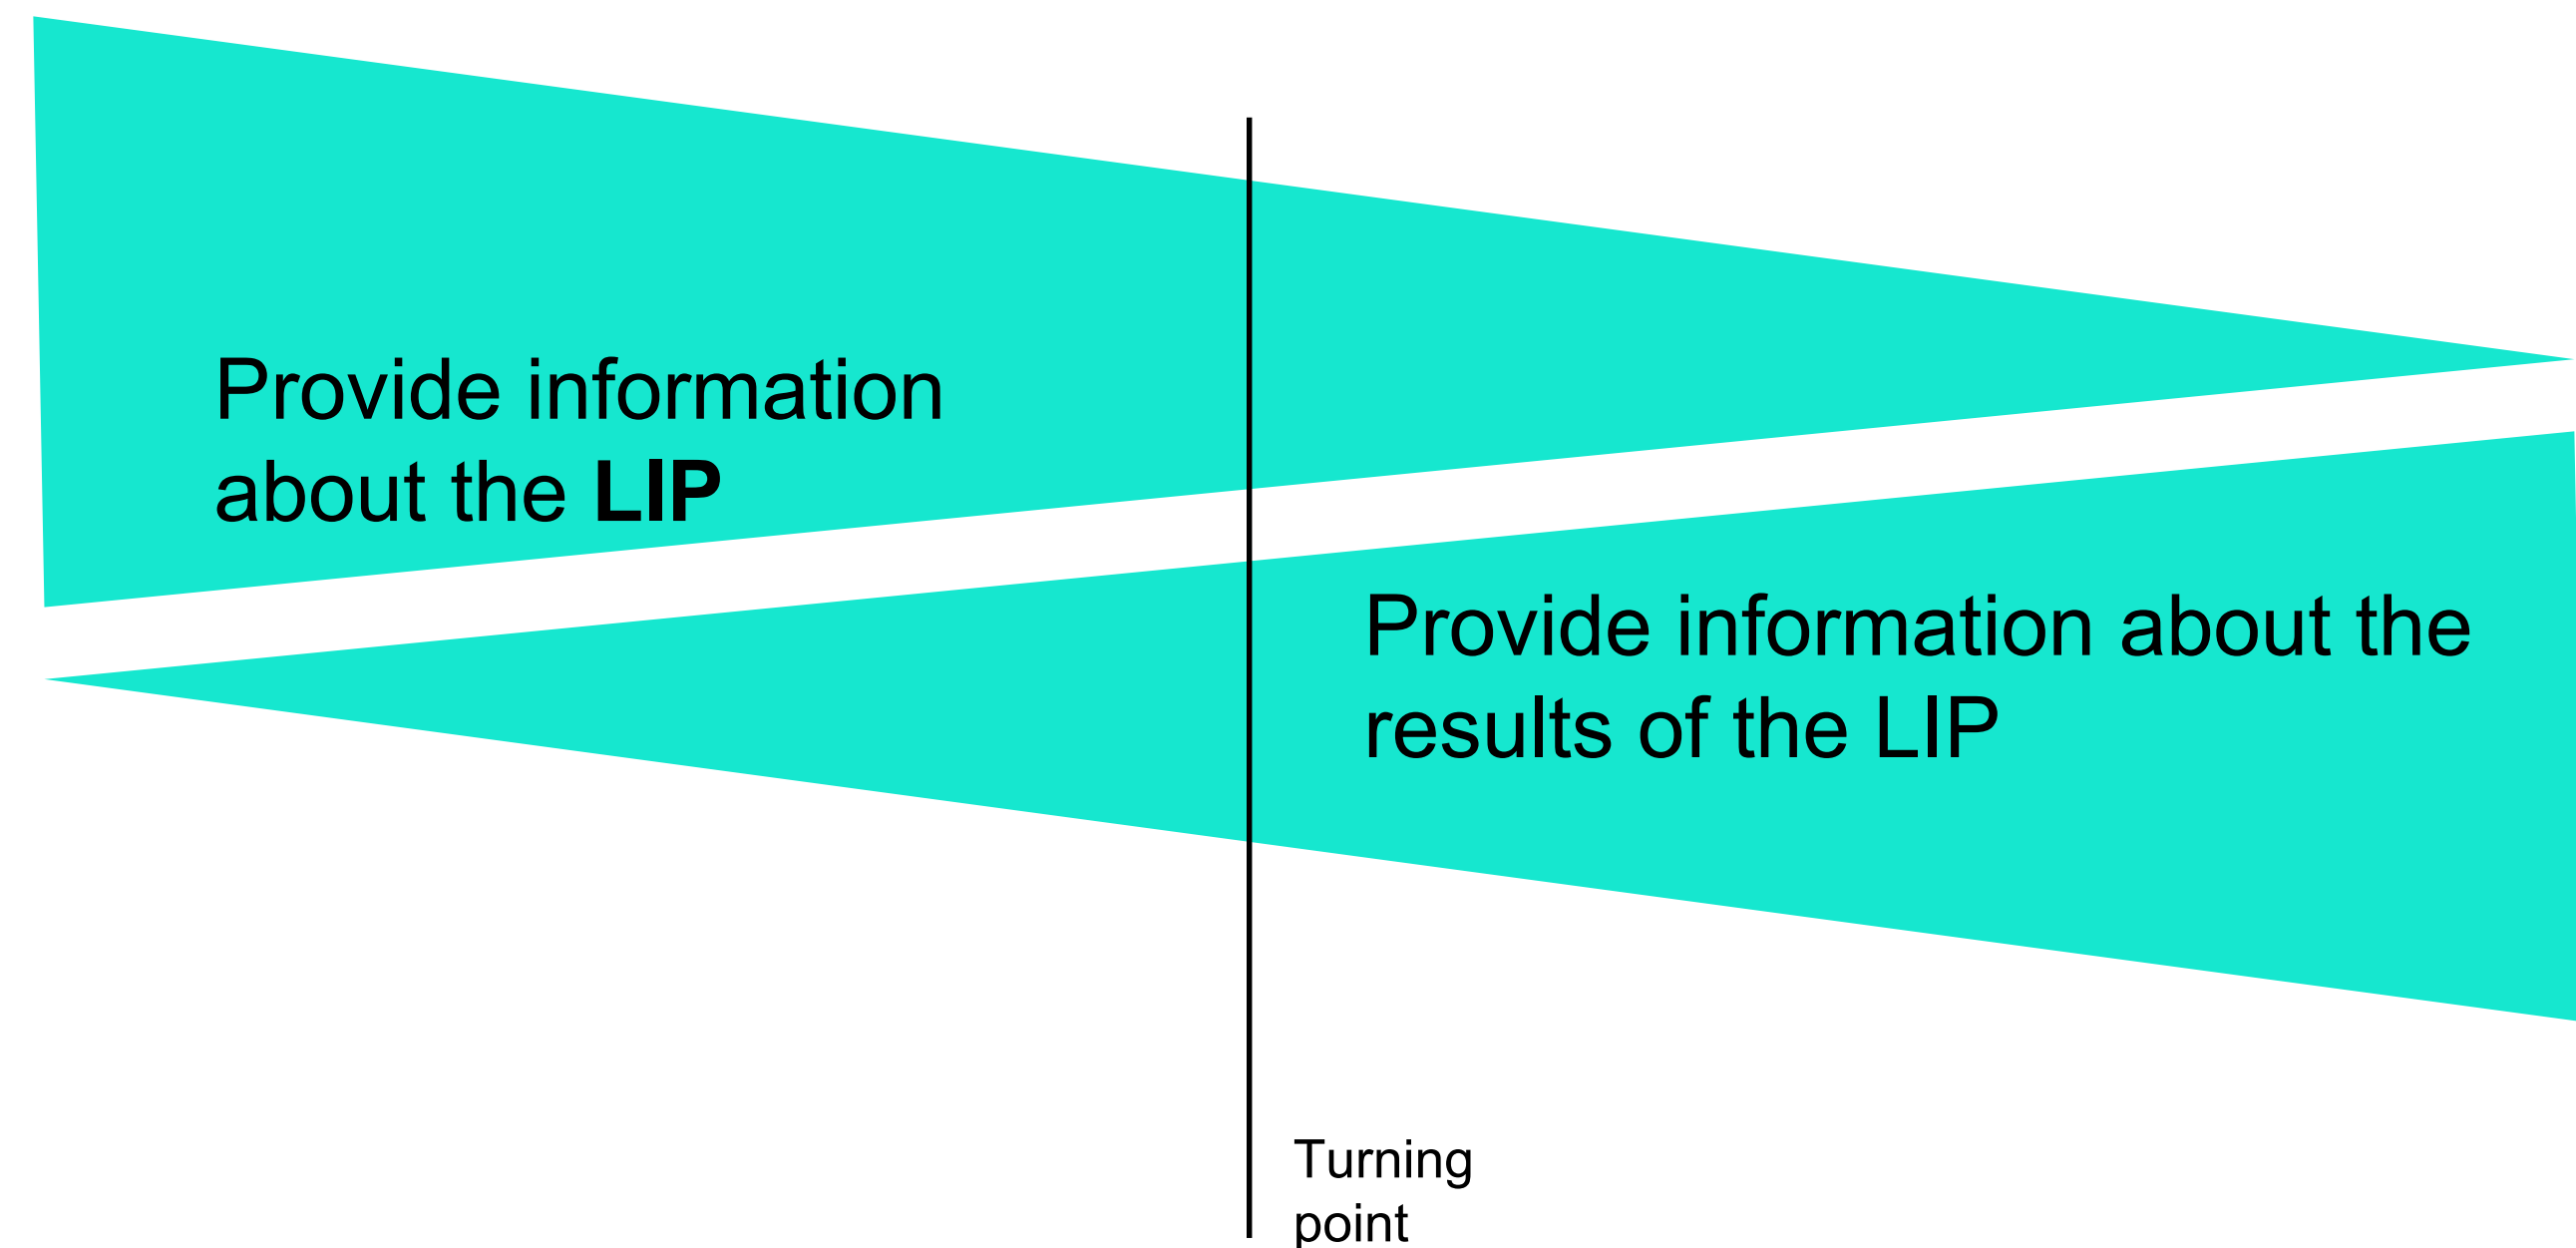 Provide information
about the LIP
Provide information about the
results of the LIP
Turning
point